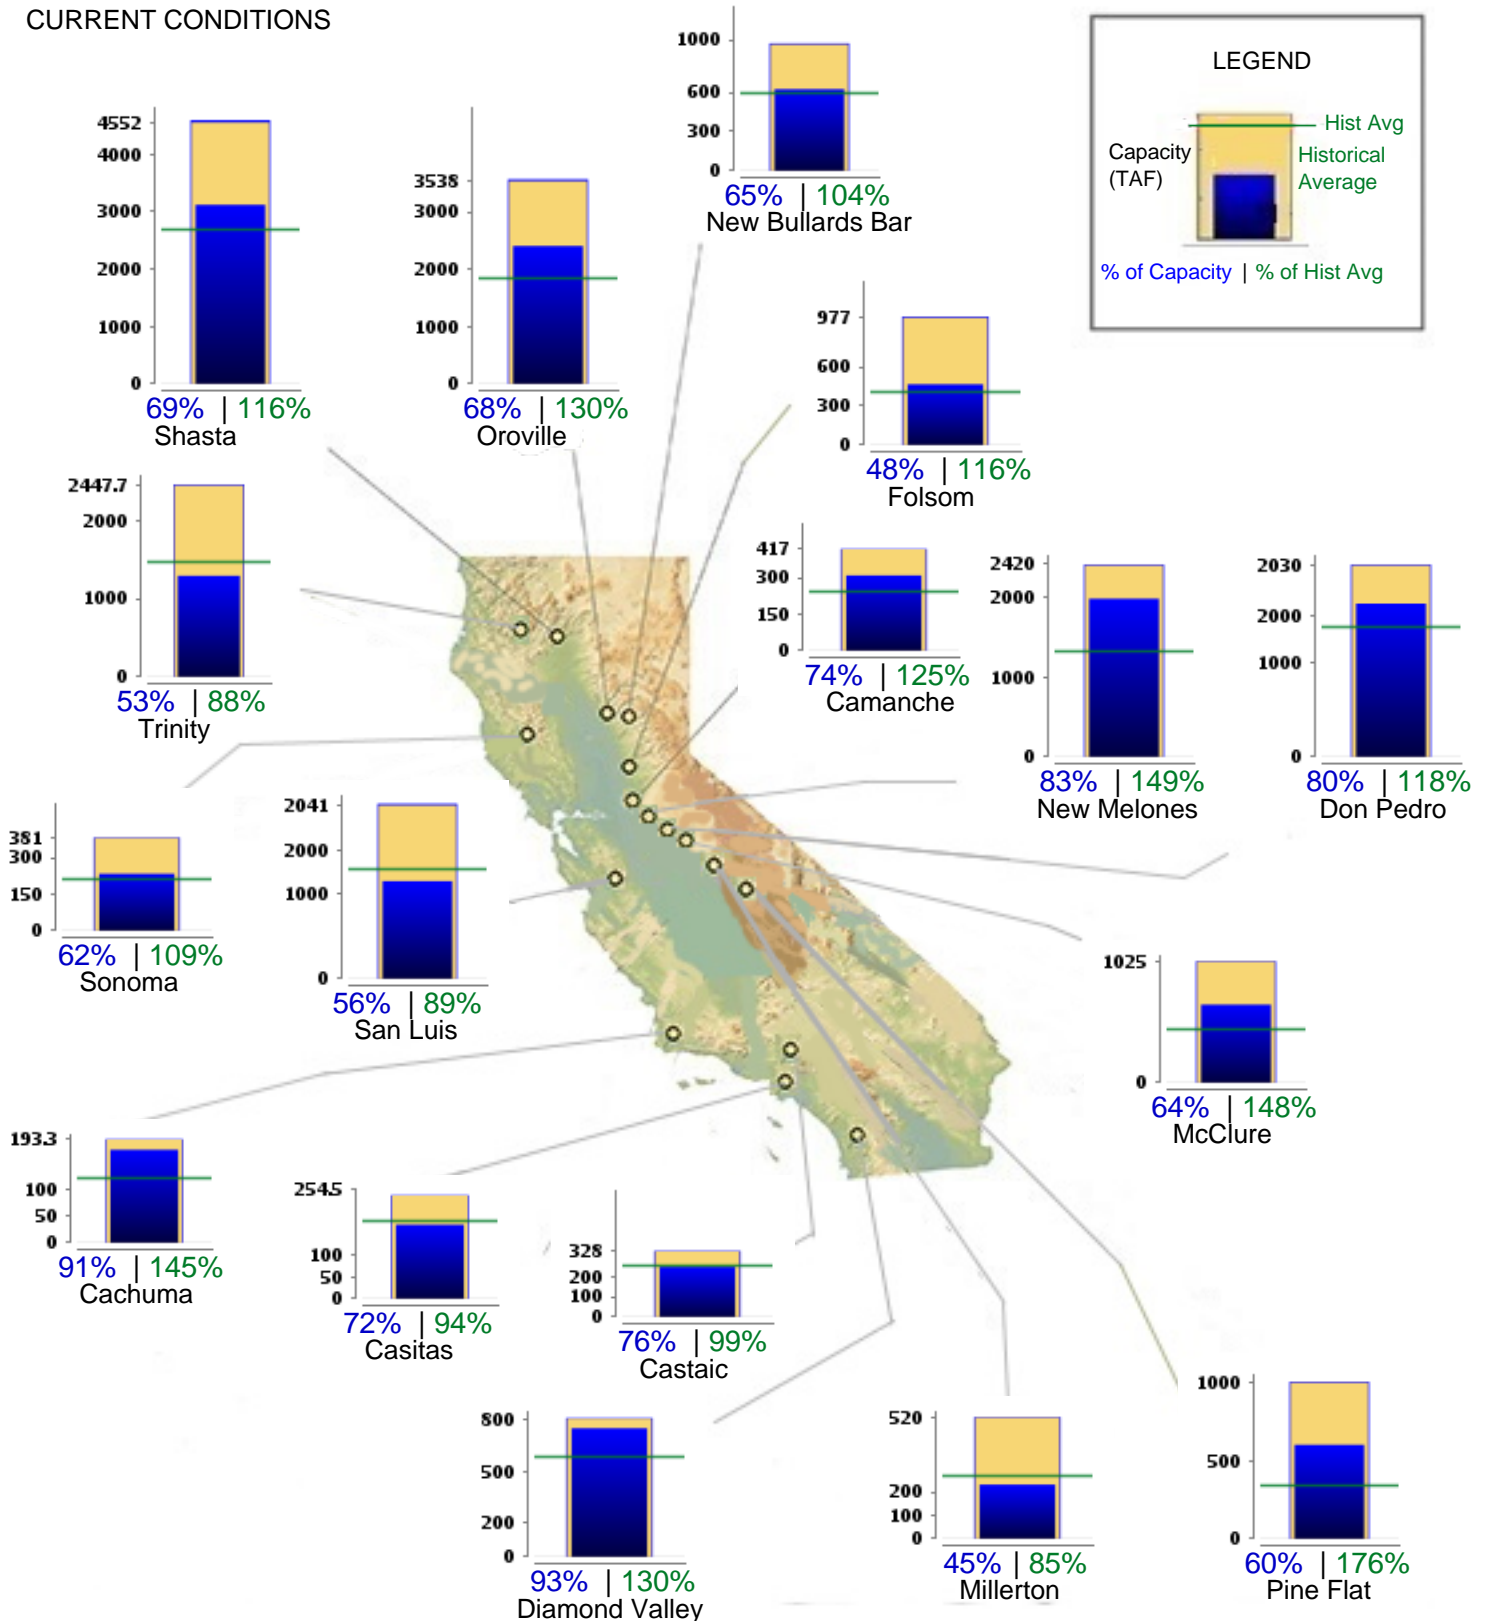 CURRENT CONDITIONS
LEGEND
Hist Avg
Capacity
(TAF)
Historical
Average
% of Capacity | % of Hist Avg
1000
600
300
0
65% | 104%
New Bullards Bar
4552
4000
3000
2000
1000
0
69% | 116%
Shasta
3538
3000
2000
1000
0
68% | 130%
Oroville
977
600
300
0
48% | 116%
Folsom
2447.7
2000
1000
0
53% | 88%
Trinity
417
300
150
0
74% | 125%
Camanche
2420
2000
1000
0
83% | 149%
New Melones
2030
2000
1000
0
80% | 118%
Don Pedro
381
300
150
0
62% | 109%
Sonoma
2041
2000
1000
0
56% | 89%
San Luis
1025
0
64% | 148%
McClure
193.3
100
50
0
91% | 145%
Cachuma
254.5
100
50
0
72% | 94%
Casitas
328
200
100
0
76% | 99%
Castaic
800
500
200
0
93% | 130%
Diamond Valley
520
200
100
0
45% | 85%
Millerton
1000
500
0
60% | 176%
Pine Flat